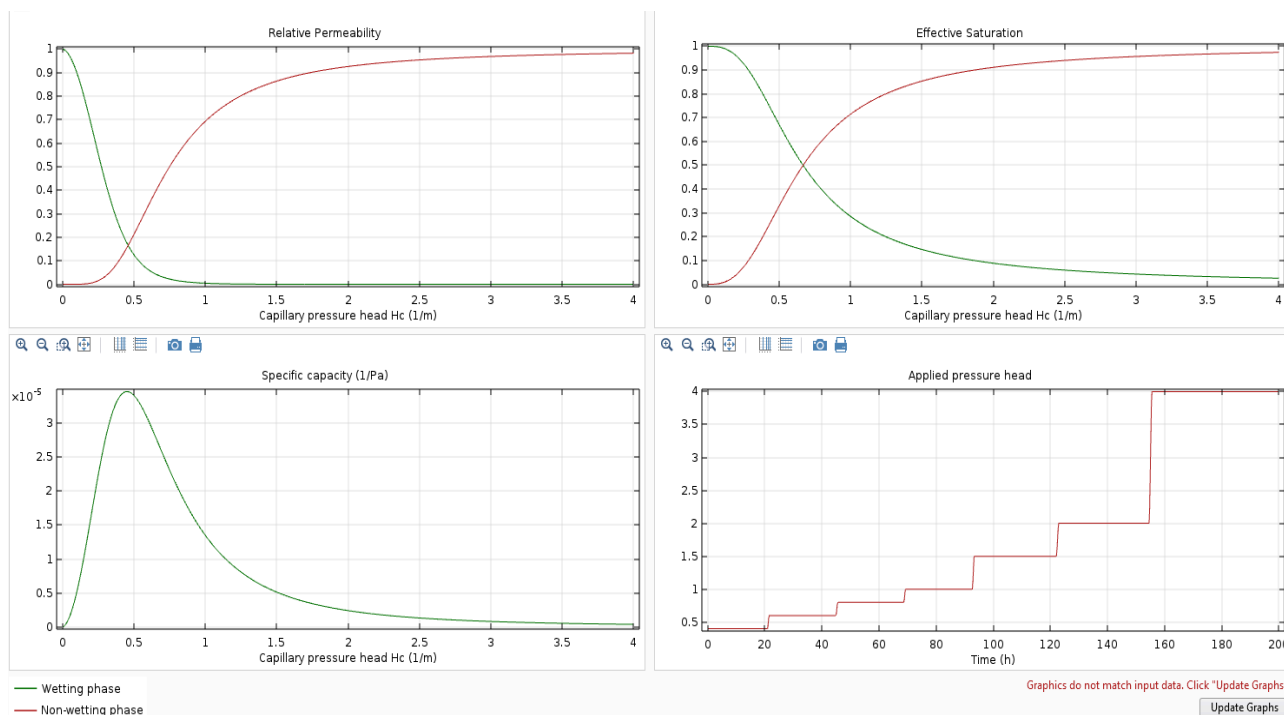 Relative Permeability
1
0.9
0.8
0.7
0.6
0.5
0.4
0.3
0.2
0.1
0
0 0.5 1 1.5 2 2.5 3 3.5 4
Capillary pressure head Hc (1/m)
Effective Saturation
1
0.9
0.8
0.7
0.6
0.5
0.4
0.3
0.2
0.1
0
0 0.5 1 1.5 2 2.5 3 3.5 4
Capillary pressure head Hc (1/m)
Specific capacity (1/Pa)
×10⁻⁵
3
2.5
2
1.5
1
0.5
0
0 0.5 1 1.5 2 2.5 3 3.5 4
Capillary pressure head Hc (1/m)
Applied pressure head
4
3.5
3
2.5
2
1.5
1
0.5
0 20 40 60 80 100 120 140 160 180 200
Time (h)
Wetting phase
Non-wetting phase
Graphics do not match input data. Click "Update Graphs
Update Graphs